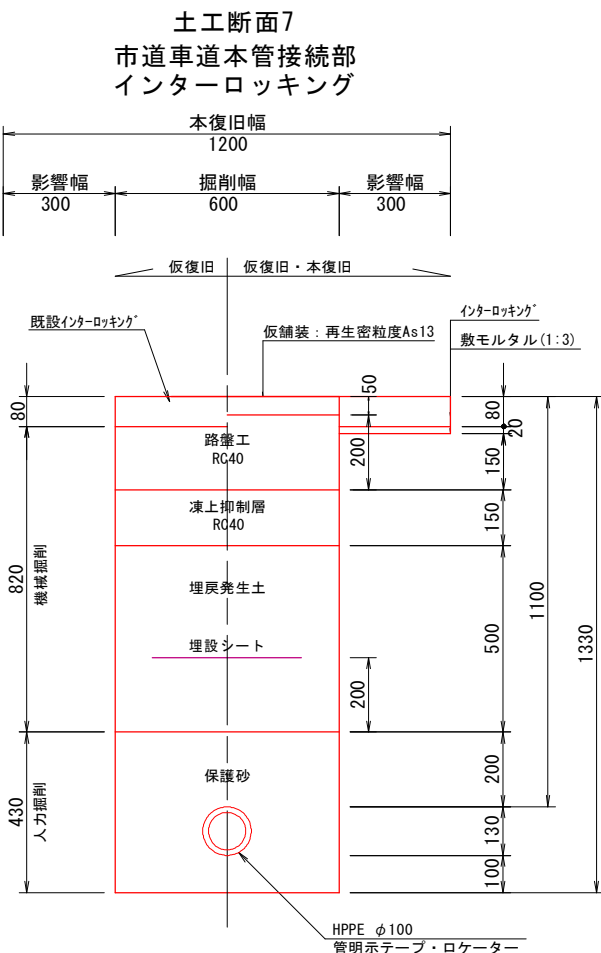 土工断面7
市道車道本管接続部
インターロッキング
本復旧幅
1200
影響幅
掘削幅
影響幅
300
600
300
仮復旧
仮復旧・本復旧
既設ｲﾝﾀｰﾛｯｷﾝｸﾞ
仮舗装：再生密粒度As13
ｲﾝﾀｰﾛｯｷﾝｸﾞ
敷モルタル(1:3)
80
50
80
20
路盤工
RC40
200
150
凍上抑制層
RC40
150
820
機械掘削
埋戻発生土
500
1100
1330
埋設シート
200
430
人力掘削
保護砂
200
130
100
HPPE φ100
管明示テープ・ロケーター